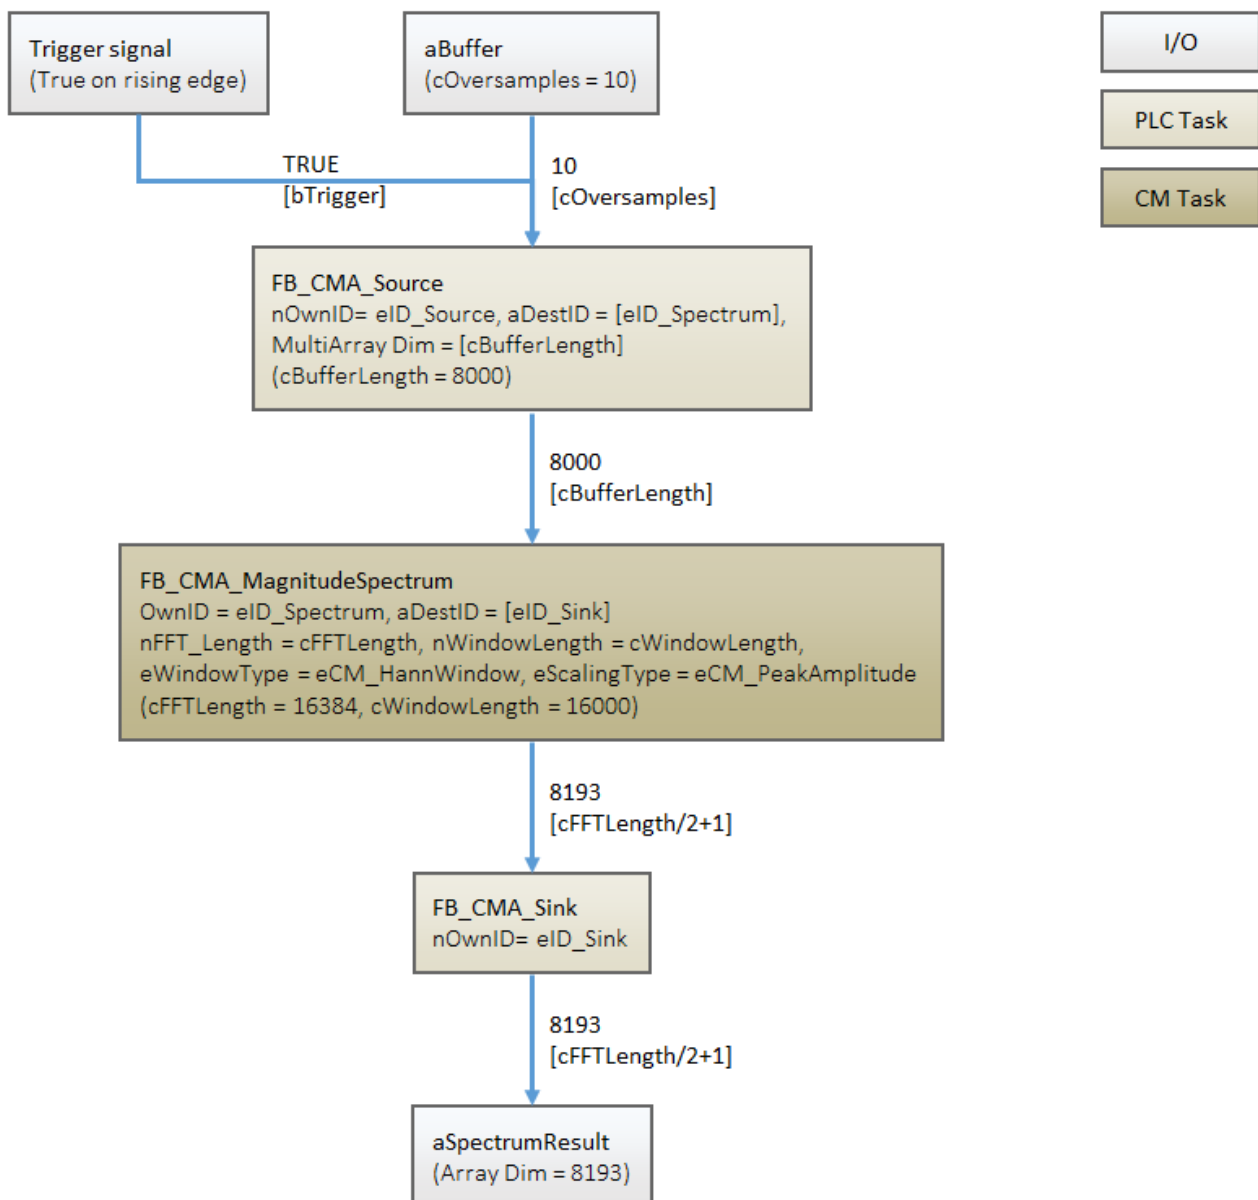 Trigger signal
(True on rising edge)
aBuffer
(cOversamples = 10)
I/O
PLC Task
CM Task
TRUE
[bTrigger]
10
[cOversamples]
FB_CMA_Source
nOwnID= eID_Source, aDestID = [eID_Spectrum],
MultiArray Dim = [cBufferLength]
(cBufferLength = 8000)
8000
[cBufferLength]
FB_CMA_MagnitudeSpectrum
OwnID = eID_Spectrum, aDestID = [eID_Sink]
nFFT_Length = cFFTLength, nWindowLength = cWindowLength,
eWindowType = eCM_HannWindow, eScalingType = eCM_PeakAmplitude
(cFFTLength = 16384, cWindowLength = 16000)
8193
[cFFTLength/2+1]
FB_CMA_Sink
nOwnID= eID_Sink
8193
[cFFTLength/2+1]
aSpectrumResult
(Array Dim = 8193)